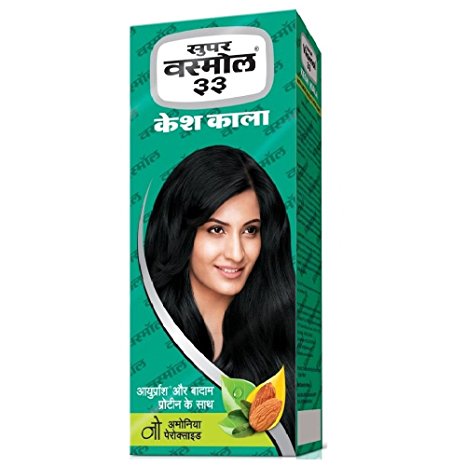 सुपर
वस्मोल®
३३
केश काला
आयुर्प्राश और बादाम
प्रोटीन के साथ
नो अमोनिया
पेरोक्साइड